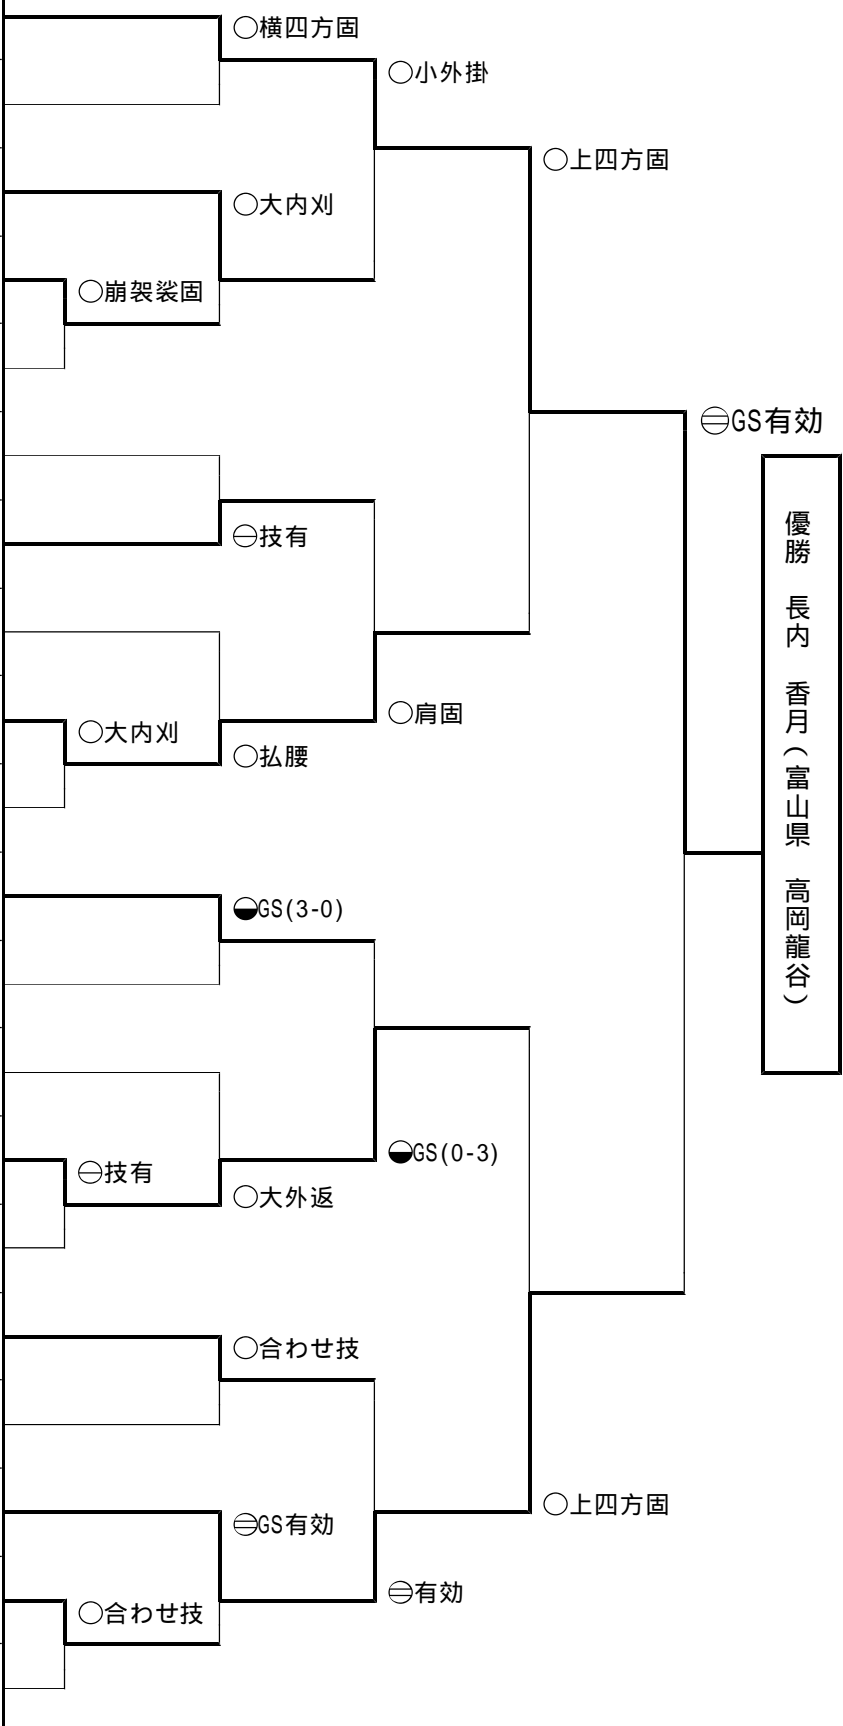 ○横四方固
○小外掛
○上四方固
○大内刈
○崩袈裟固
⊖GS有効
⊖技有
○肩固
○大内刈
○払腰
◒GS(3-0)
◒GS(0-3)
⊖技有
○大外返
○合わせ技
○上四方固
⊖GS有効
⊖有効
○合わせ技
優勝 長内 香月(富山県 高岡龍谷)